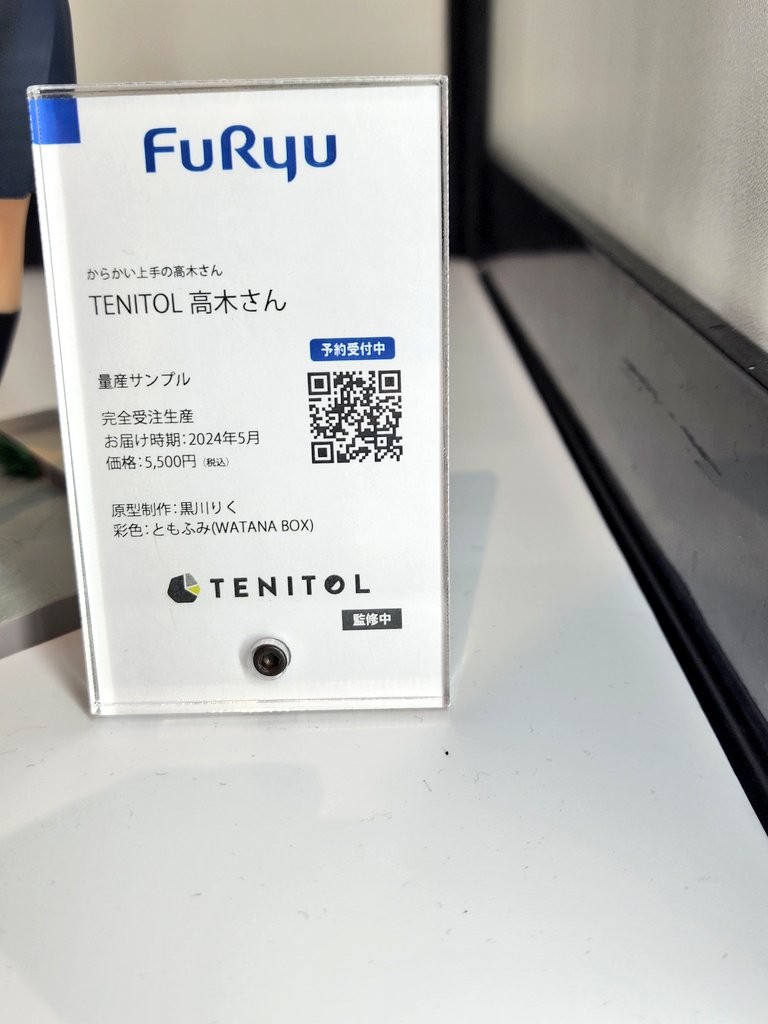 FuRyu
からかい上手の高木さん
TENITOL 高木さん
予約受付中
量産サンプル
完全受注生産
お届け時期：2024年5月
価格：5,500円（税込）
原型制作：黒川りく
彩色：ともふみ(WATANA BOX)
TENITOL
監修中